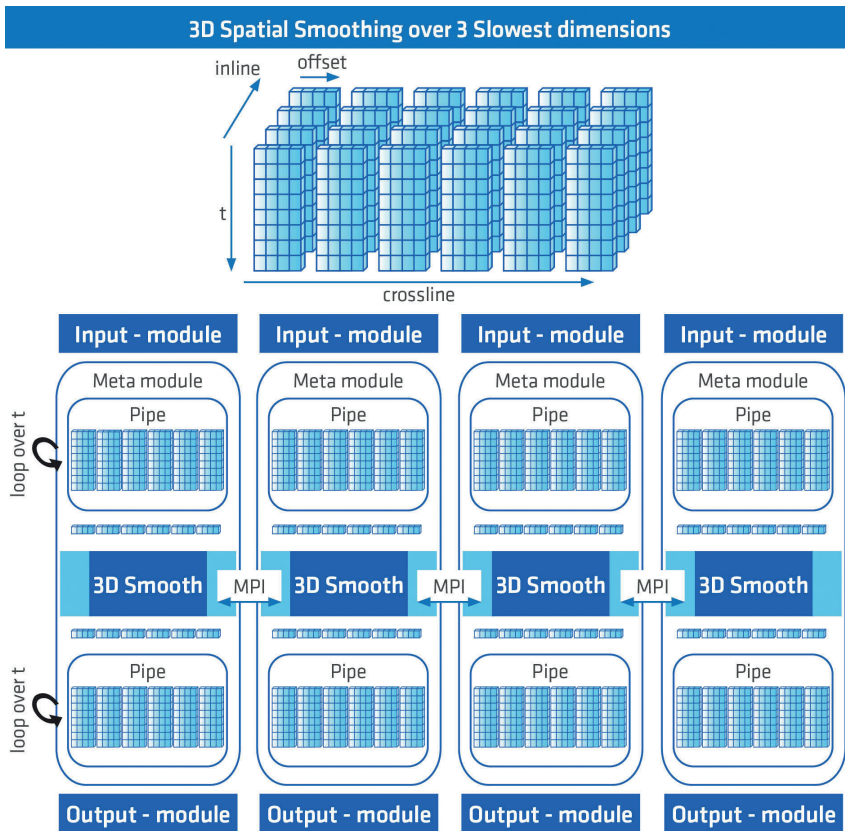 3D Spatial Smoothing over 3 Slowest dimensions
inline
offset
t
crossline
Input - module
Input - module
Input - module
Input - module
Meta module
Meta module
Meta module
Meta module
Pipe
Pipe
Pipe
Pipe
loop over t
3D Smooth
MPI
3D Smooth
MPI
3D Smooth
MPI
3D Smooth
Pipe
Pipe
Pipe
Pipe
loop over t
Output - module
Output - module
Output - module
Output - module